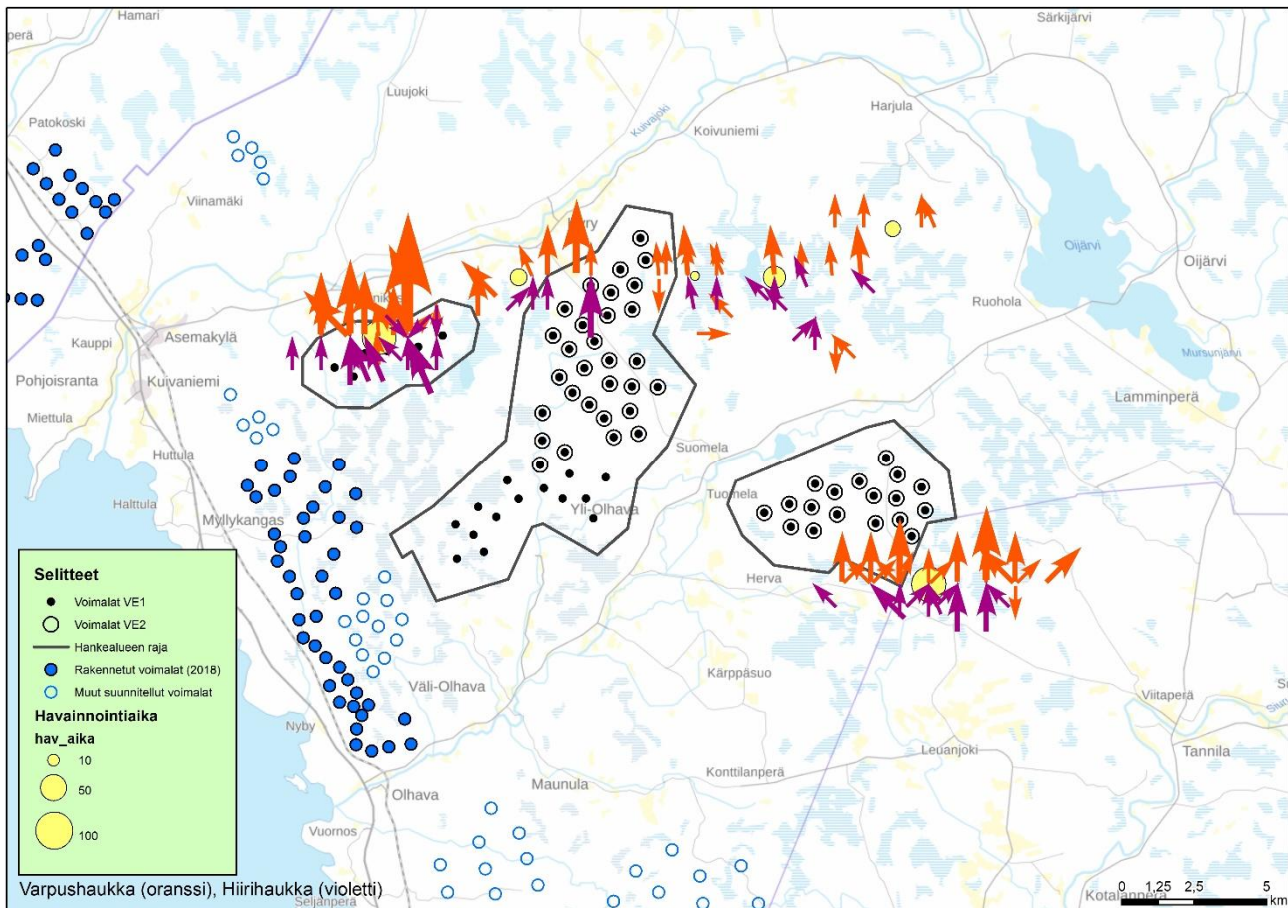 Hamari
Särkijärvi
perä
Luujoki
Kuivajoki
Harjula
Patokoski
Koivuniemi
Viinamäki
Oijärvi
Oijärvi
Ruohola
Asemakylä
Kauppi
Mursunjärvi
Pohjoisranta
Kuivaniemi
Miettula
Lamminperä
Huttula
Suomela
Tuomela
Halttula
Myllykangas
Yli-Olhava
Herva
Kärppäsuo
Väli-Olhava
Viitaperä
Nyby
Leuanjoki
Tannila
Konttilanperä
Maunula
Olhava
Vuornos
Seljänperä
Kotalanperä
Selitteet
Voimalat VE1
Voimalat VE2
Hankealueen raja
Rakennetut voimalat (2018)
Muut suunnitellut voimalat
Havainnointiaika
hav_aika
10
50
100
Varpushaukka (oranssi), Hiirihaukka (violetti)
0 1,25 2,5 5
km